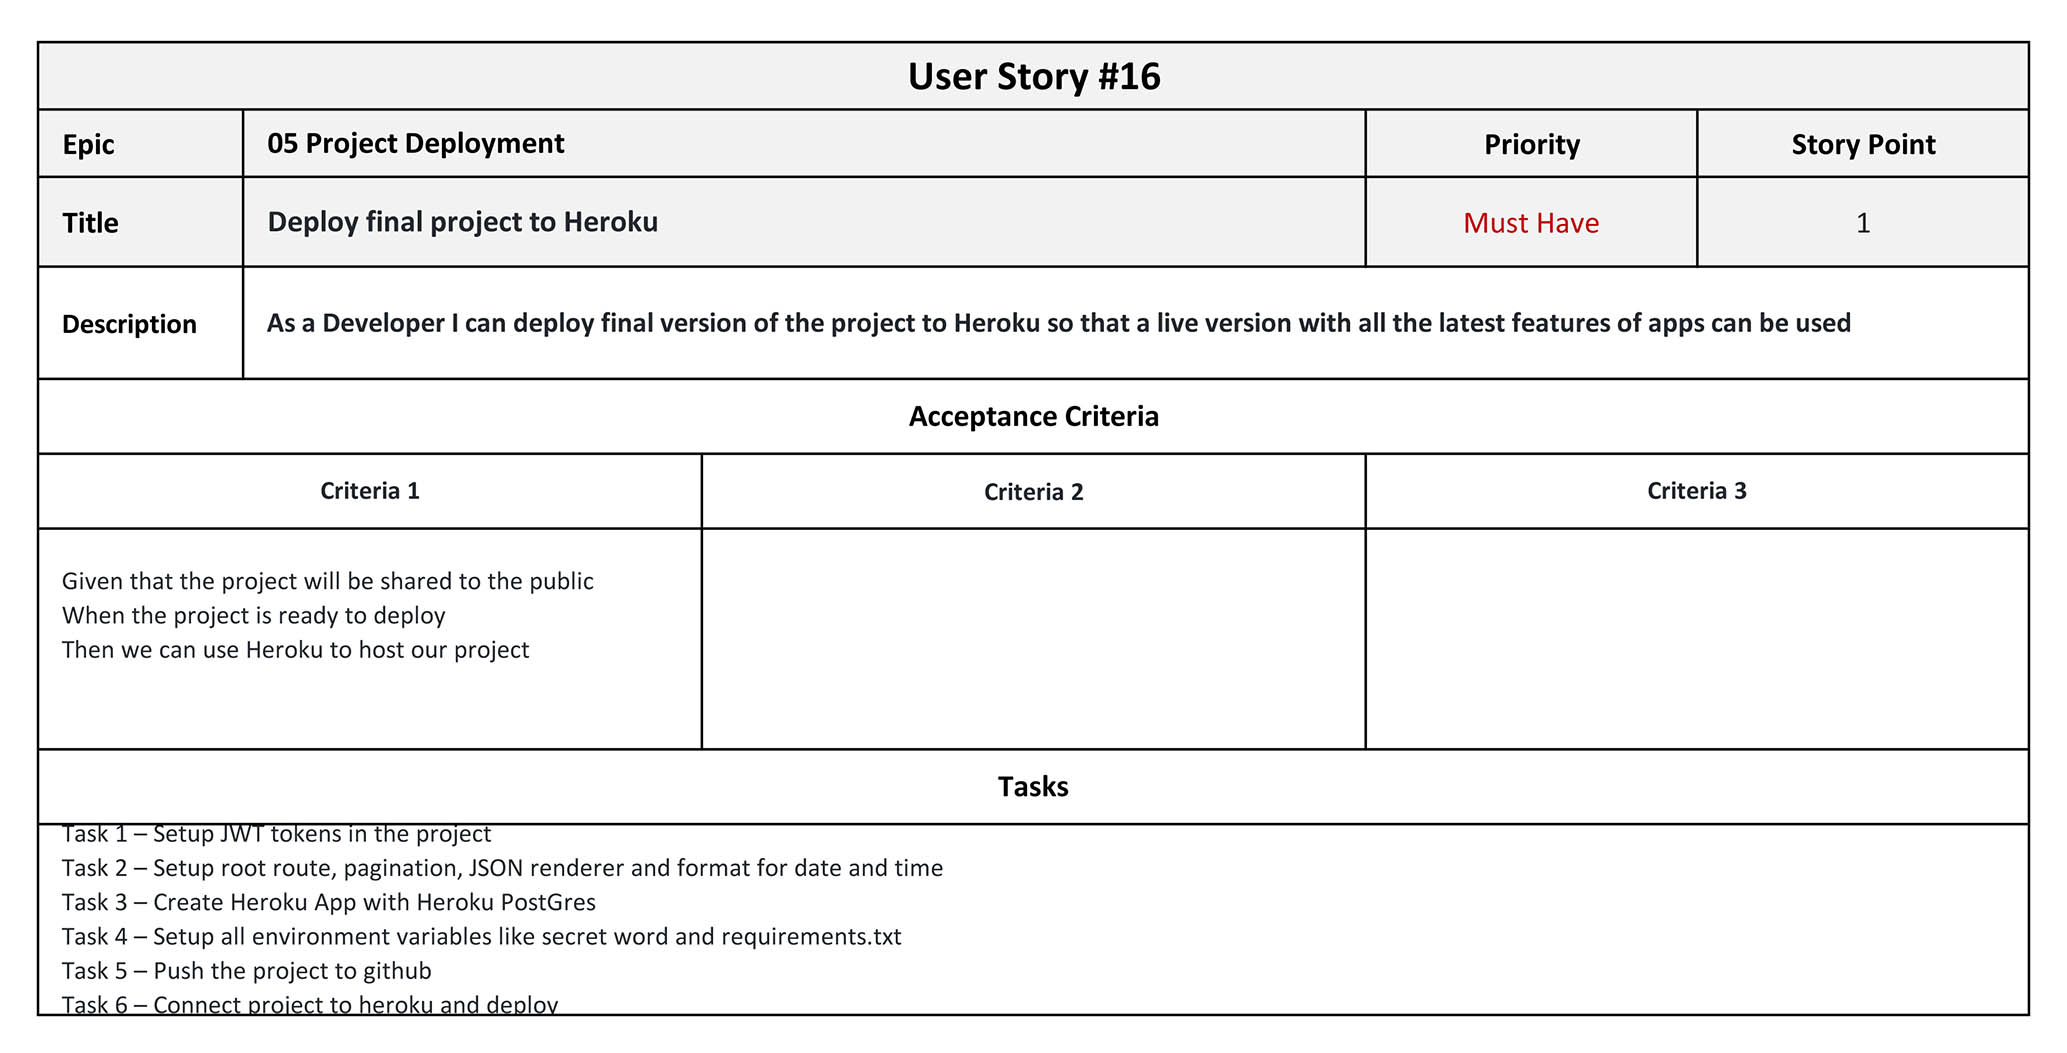 User Story #16
Epic
05 Project Deployment
Priority
Story Point
Title
Deploy final project to Heroku
Must Have
1
Description
As a Developer I can deploy final version of the project to Heroku so that a live version with all the latest features of apps can be used
Acceptance Criteria
Criteria 1
Criteria 2
Criteria 3
Given that the project will be shared to the public
When the project is ready to deploy
Then we can use Heroku to host our project
Tasks
Task 1 – Setup JWT tokens in the project
Task 2 – Setup root route, pagination, JSON renderer and format for date and time
Task 3 – Create Heroku App with Heroku PostGres
Task 4 – Setup all environment variables like secret word and requirements.txt
Task 5 – Push the project to github
Task 6 – Connect project to heroku and deploy